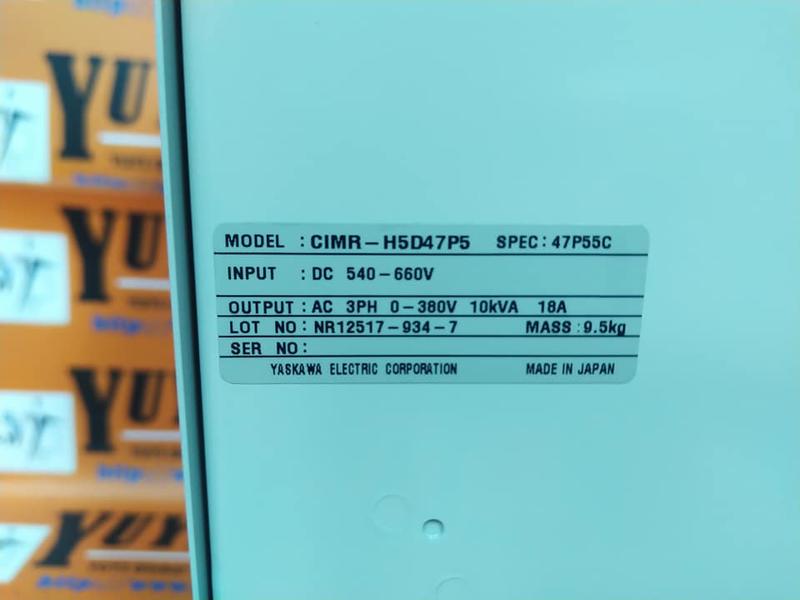 MODEL : CIMR-H5D47P5 SPEC: 47P55C
INPUT : DC 540-660V
OUTPUT: AC 3PH 0-380V 10kVA 18A
LOT NO: NR12517-934-7 MASS: 9.5kg
SER NO:
YASKAWA ELECTRIC CORPORATION MADE IN JAPAN